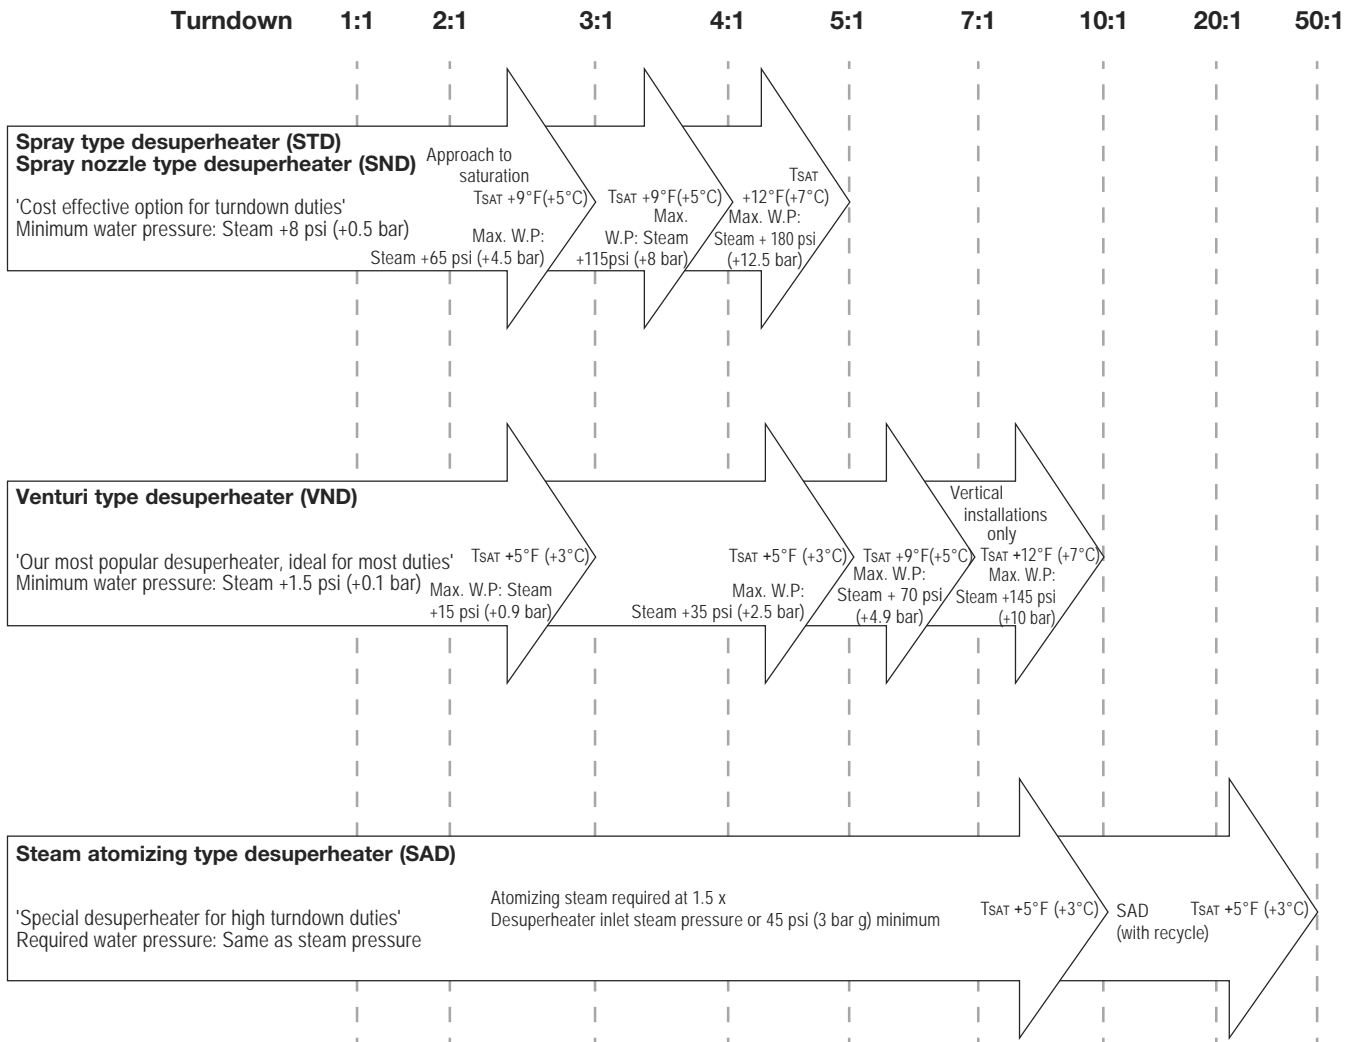 Turndown 1:1 2:1 3:1 4:1 5:1 7:1 10:1 20:1 50:1
Spray type desuperheater (STD)
Spray nozzle type desuperheater (SND)
'Cost effective option for turndown duties'
Minimum water pressure: Steam +8 psi (+0.5 bar)
Approach to
saturation
TSAT +9°F(+5°C)
Max. W.P:
Steam +65 psi (+4.5 bar)
TSAT +9°F(+5°C)
Max.
W.P: Steam
+115psi (+8 bar)
TSAT
+12°F(+7°C)
Max. W.P:
Steam + 180 psi
(+12.5 bar)
Venturi type desuperheater (VND)
'Our most popular desuperheater, ideal for most duties'
Minimum water pressure: Steam +1.5 psi (+0.1 bar)
TSAT +5°F (+3°C)
Max. W.P: Steam
+15 psi (+0.9 bar)
TSAT +5°F (+3°C)
Max. W.P:
Steam +35 psi (+2.5 bar)
TSAT +9°F(+5°C)
Max. W.P:
Steam + 70 psi
(+4.9 bar)
Vertical
installations
only
TSAT +12°F (+7°C)
Max. W.P:
Steam +145 psi
(+10 bar)
Steam atomizing type desuperheater (SAD)
'Special desuperheater for high turndown duties'
Required water pressure: Same as steam pressure
Atomizing steam required at 1.5 x
Desuperheater inlet steam pressure or 45 psi (3 bar g) minimum
TSAT +5°F (+3°C)
SAD
(with recycle)
TSAT +5°F (+3°C)